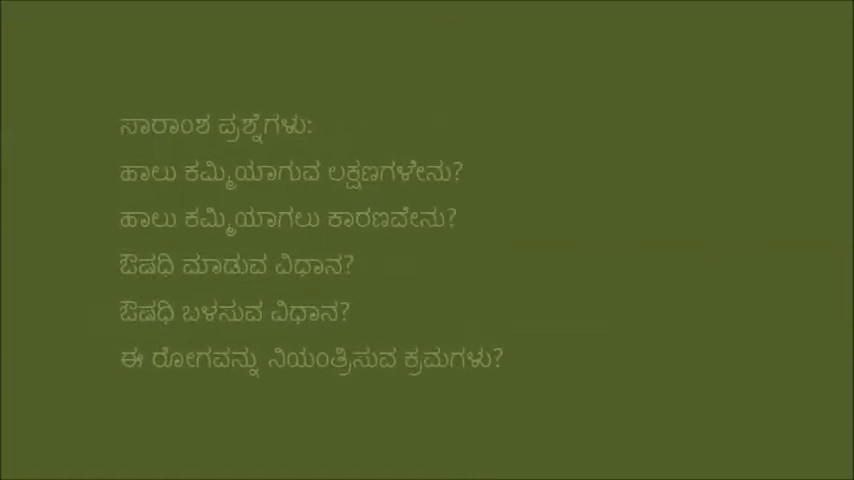 ಸಾರಾಂಶ ಪ್ರಶ್ನೆಗಳು:
ಹಾಲು ಕಮ್ಮಿಯಾಗುವ ಲಕ್ಷಣಗಳೇನು?
ಹಾಲು ಕಮ್ಮಿಯಾಗಲು ಕಾರಣವೇನು?
ಔಷಧಿ ಮಾಡುವ ವಿಧಾನ?
ಔಷಧಿ ಬಳಸುವ ವಿಧಾನ?
ಈ ರೋಗವನ್ನು ನಿಯಂತ್ರಿಸುವ ಕ್ರಮಗಳು?